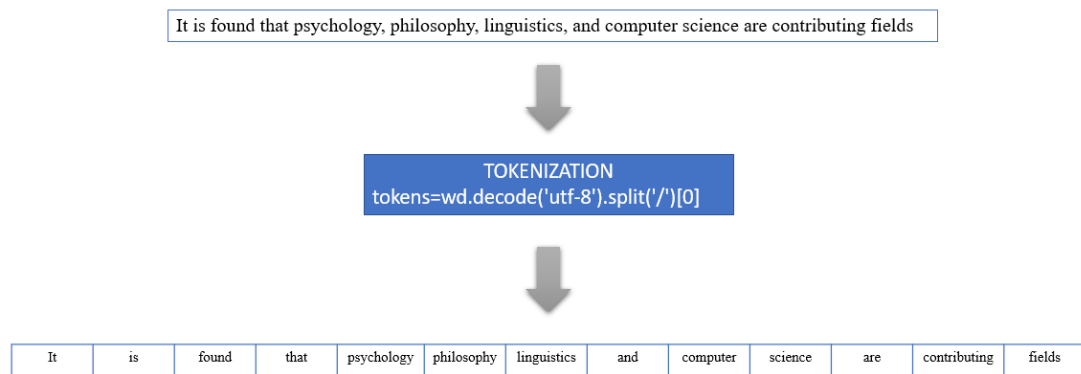 It is found that psychology, philosophy, linguistics, and computer science are contributing fields
TOKENIZATION
tokens=wd.decode('utf-8').split('/')[0]
It is found that psychology philosophy linguistics and computer science are contributing fields